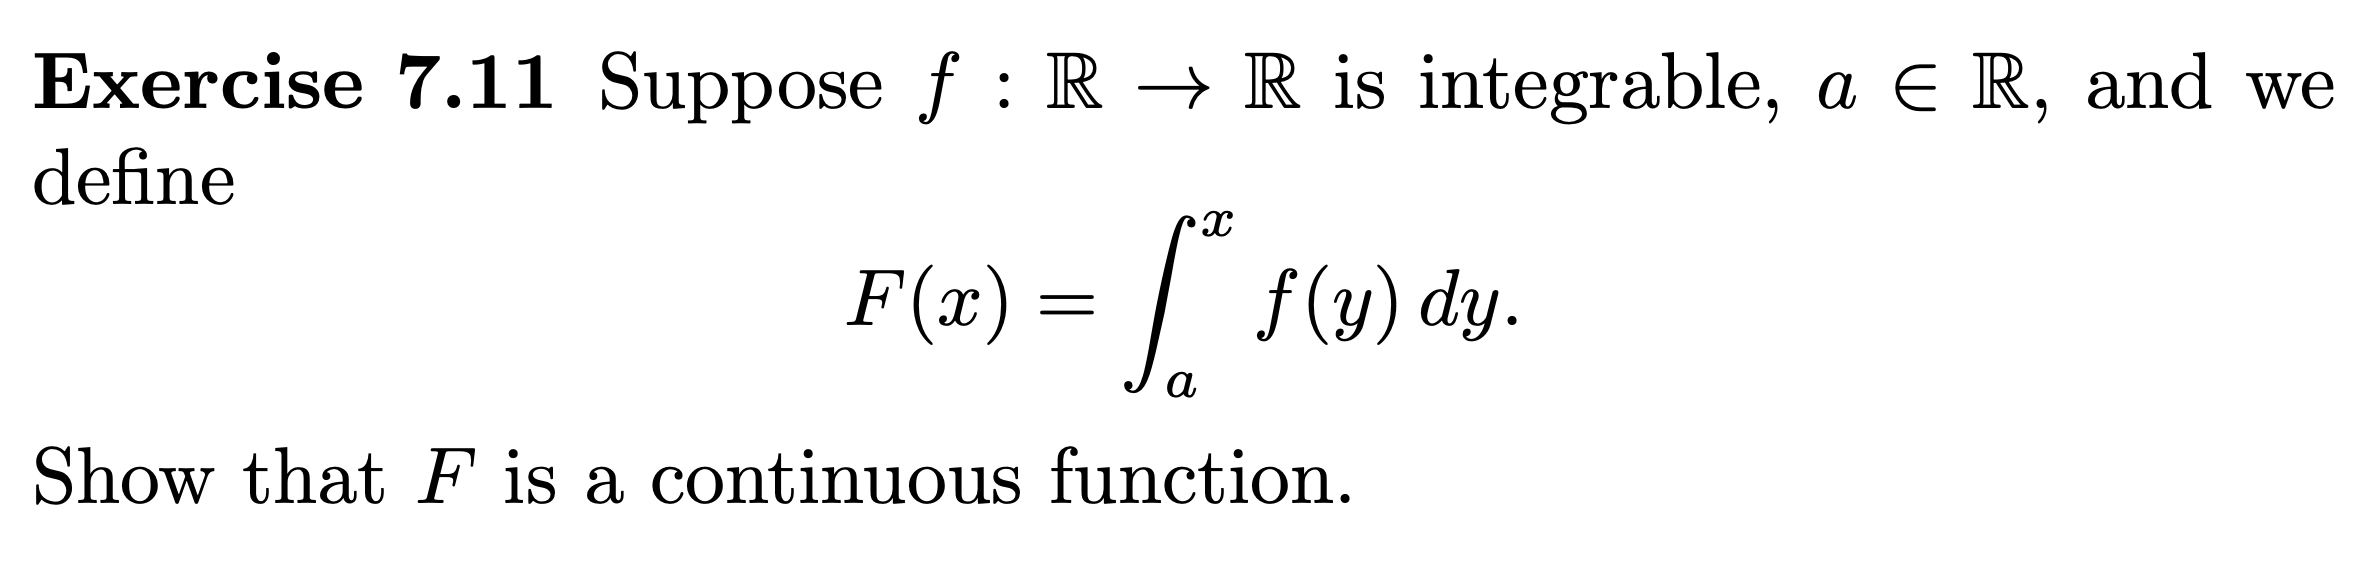 Exercise 7.11 Suppose f : ℝ → ℝ is integrable, a ∈ ℝ, and we
define
F(x) = ∫_a^x f(y) dy.
Show that F is a continuous function.